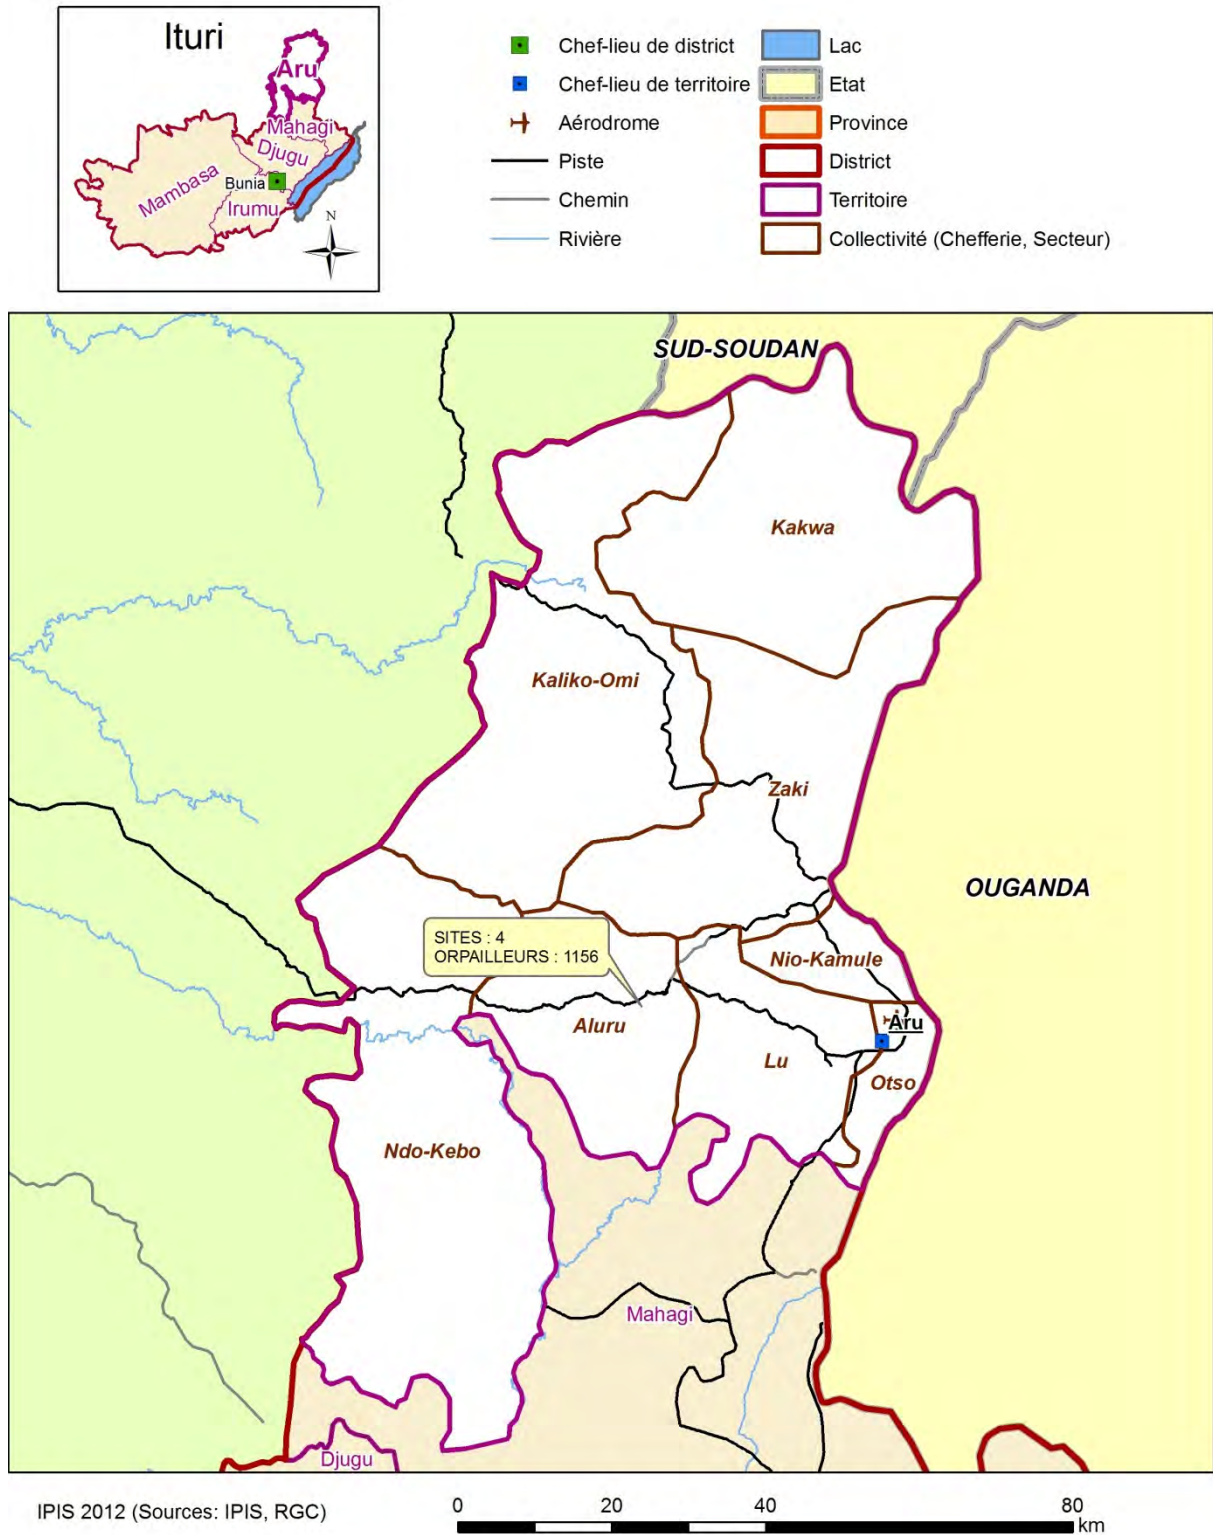 Ituri
Aru
Mahagi
Djugu
Mambasa
Bunia
Irumu
N
Chef-lieu de district
Chef-lieu de territoire
Aérodrome
Piste
Chemin
Rivière
Lac
Etat
Province
District
Territoire
Collectivité (Chefferie, Secteur)
SUD-SOUDAN
Kakwa
Kaliko-Omi
Zaki
OUGANDA
SITES : 4
ORPAILLEURS : 1156
Nio-Kamule
Aru
Aluru
Lu
Otso
Ndo-Kebo
Mahagi
Djugu
IPIS 2012 (Sources: IPIS, RGC)
0 20 40 80
km